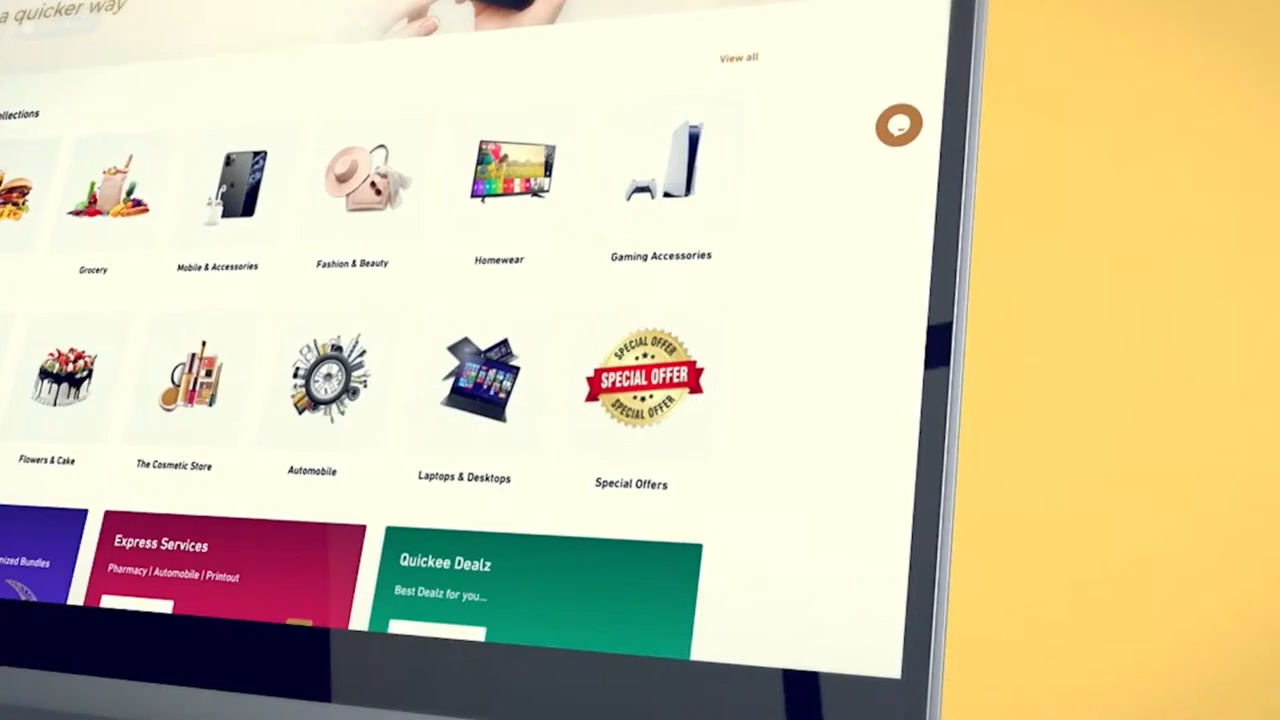 a quicker way
View all
ollections
Grocery
Mobile & Accessories
Fashion & Beauty
Homewear
Gaming Accessories
SPECIAL OFFER
SPECIAL OFFER
SPECIAL OFFER
Flowers & Cake
The Cosmetic Store
Automobile
Laptops & Desktops
Special Offers
mized Bundles
Express Services
Pharmacy | Automobile | Printout
Quickee Dealz
Best Dealz for you...